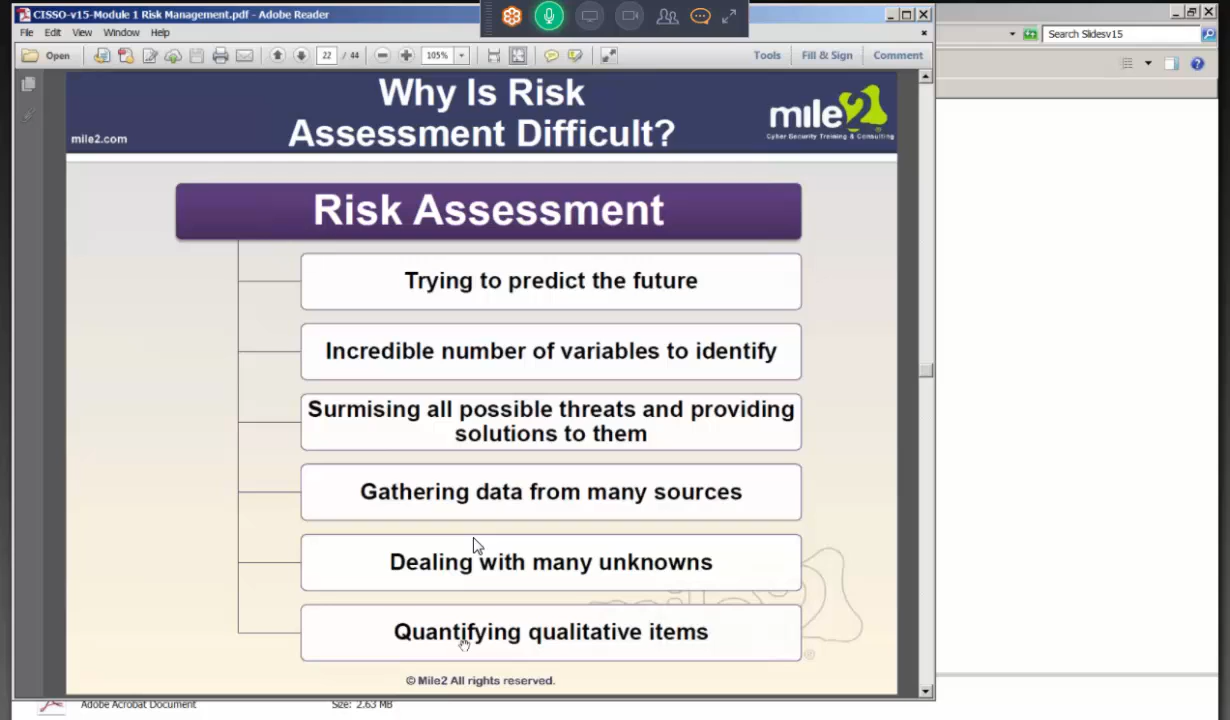 CISSO-v15-Module 1 Risk Management.pdf - Adobe Reader
File Edit View Window Help
Search Slidesv15
Open
22 / 44
105%
Tools Fill & Sign Comment
Why Is Risk
Assessment Difficult?
mile2.com
mile2
Cyber Security Training & Consulting
Risk Assessment
Trying to predict the future
Incredible number of variables to identify
Surmising all possible threats and providing
solutions to them
Gathering data from many sources
Dealing with many unknowns
Quantifying qualitative items
mile2
© Mile2 All rights reserved.
Adobe Acrobat Document Size: 2.63 MB